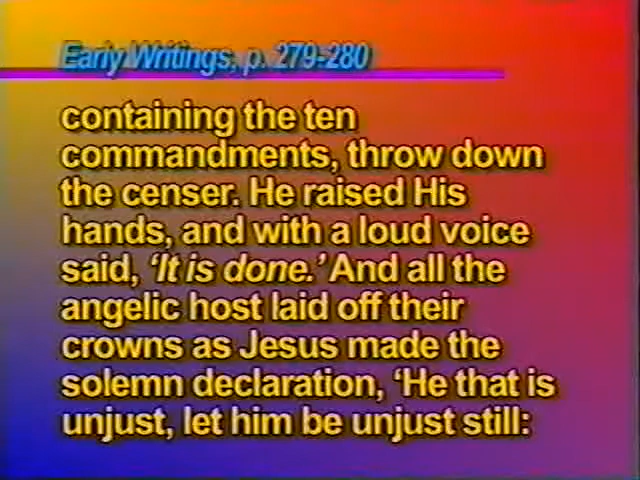 Early Writings, p. 279-280
containing the ten
commandments, throw down
the censer. He raised His
hands, and with a loud voice
said, ‘It is done.’ And all the
angelic host laid off their
crowns as Jesus made the
solemn declaration, ‘He that is
unjust, let him be unjust still: